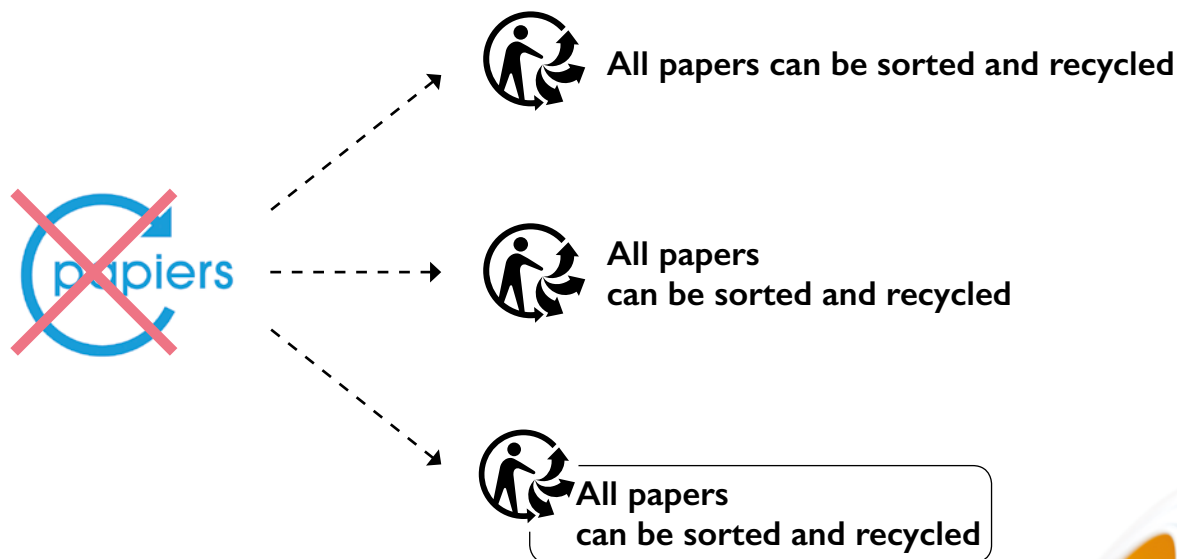 All papers can be sorted and recycled
papiers
All papers
can be sorted and recycled
All papers
can be sorted and recycled